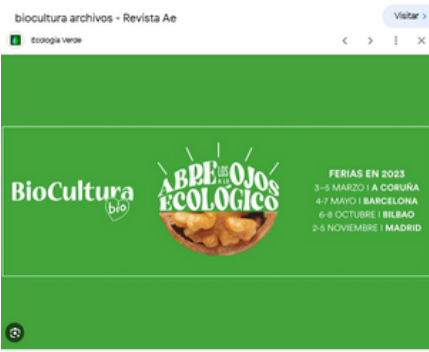 biocultura archivos - Revista Ae
Visitar >
Ecología Verde
BioCultura
bio
ABRE LOS OJOS
A LO
ECOLÓGICO
FERIAS EN 2023
3-5 MARZO I A CORUÑA
4-7 MAYO I BARCELONA
6-8 OCTUBRE I BILBAO
2-5 NOVIEMBRE I MADRID